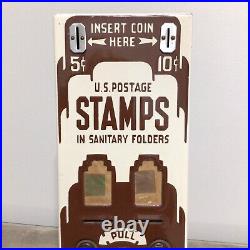 INSERT COIN
HERE
5¢ 10¢
U.S. POSTAGE
STAMPS
IN SANITARY FOLDERS
PULL